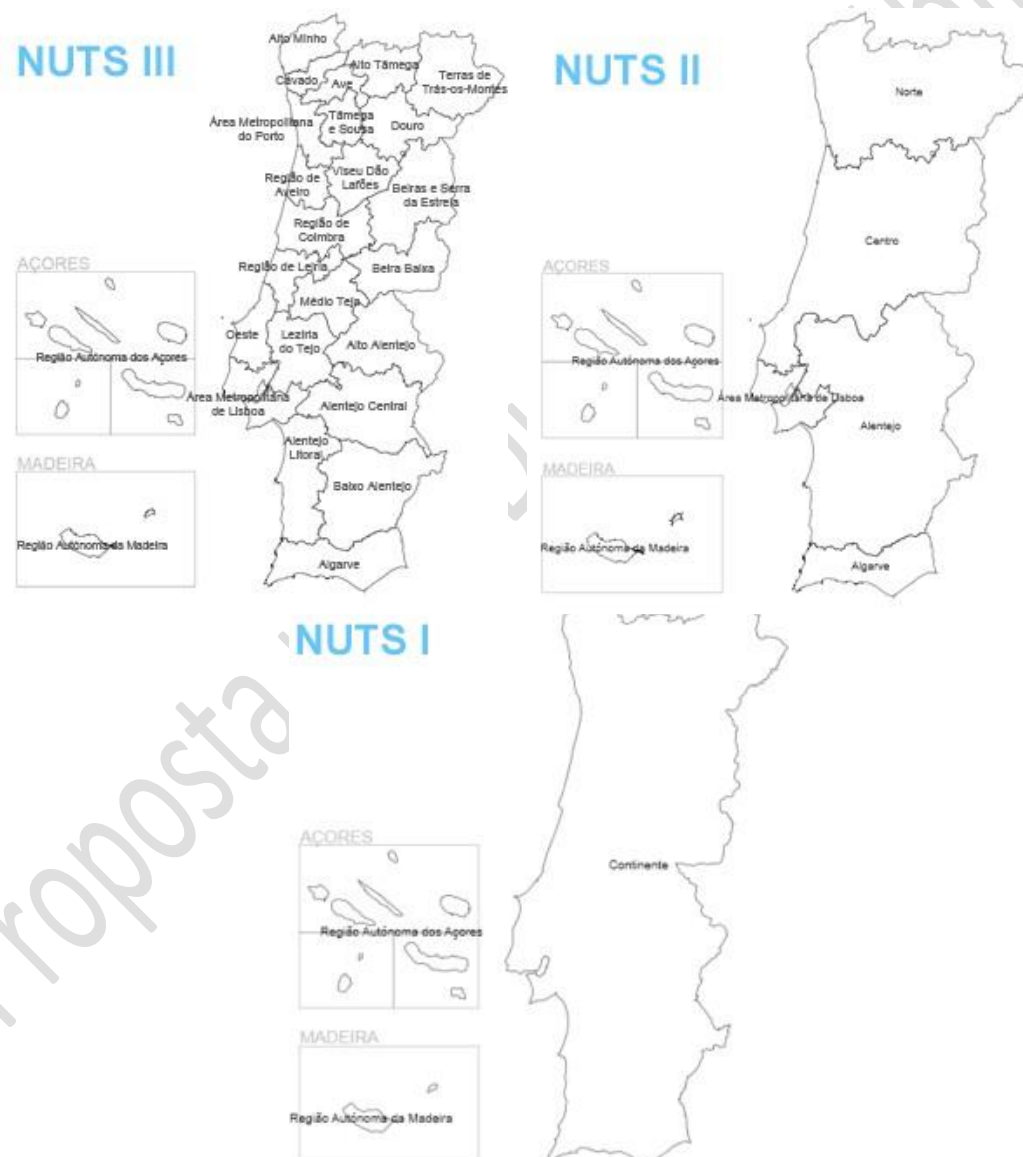 NUTS III
Alto Minho
Alto Tâmega
Terras de
Trás-os-Montes
Cávado
Ave
Área Metropolitana
do Porto
Tâmega
e Sousa
Douro
Região de
Aveiro
Viseu Dão
Lafões
Beiras e Serra
da Estrela
Região de
Coimbra
Região de Leiria
Beira Baixa
Médio Tejo
Oeste
Lezíria
do Tejo
Alto Alentejo
Área Metropolitana
de Lisboa
Alentejo Central
Alentejo
Litoral
Baixo Alentejo
Algarve
AÇORES
Região Autónoma dos Açores
MADEIRA
Região Autónoma da Madeira
NUTS II
Norte
Centro
AÇORES
Região Autónoma dos Açores
Área Metropolitana de Lisboa
Alentejo
MADEIRA
Região Autónoma da Madeira
Algarve
NUTS I
AÇORES
Continente
Região Autónoma dos Açores
MADEIRA
Região Autónoma da Madeira
Proposta